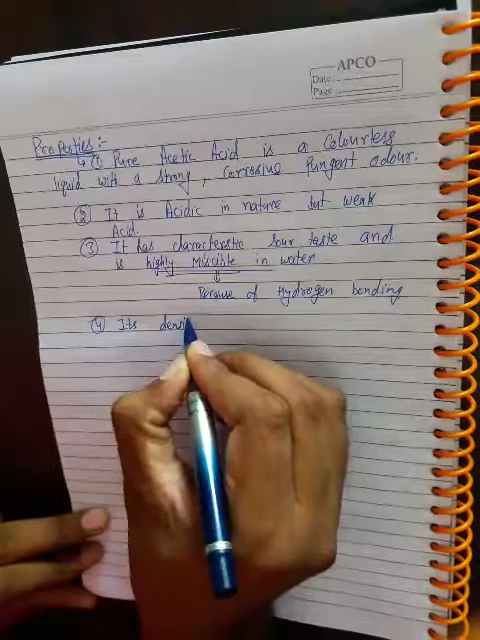 APCO
Date:
Page:
Properties:-
① Pure Acetic Acid is a Colourless
liquid with a strong, corrosive pungent odour.
② It is Acidic in nature but weak
Acid.
③ It has characterstic sour taste and
is highly Miscible in water
⇓
Because of Hydrogen bonding
④ Its densi